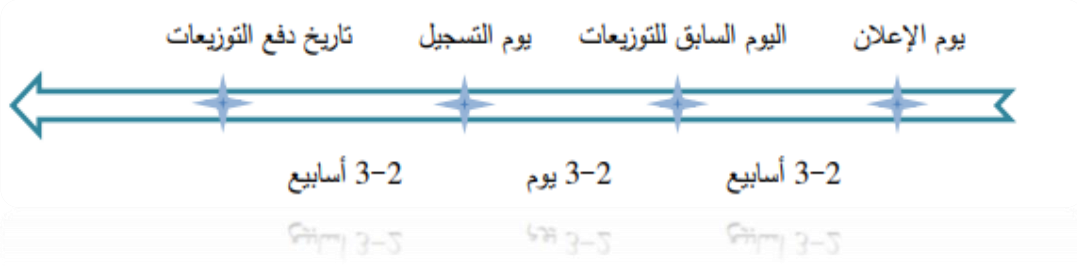 يوم الإعلان
اليوم السابق للتوزيعات
يوم التسجيل
تاريخ دفع التوزيعات
2-3 أسابيع
2-3 يوم
2-3 أسابيع